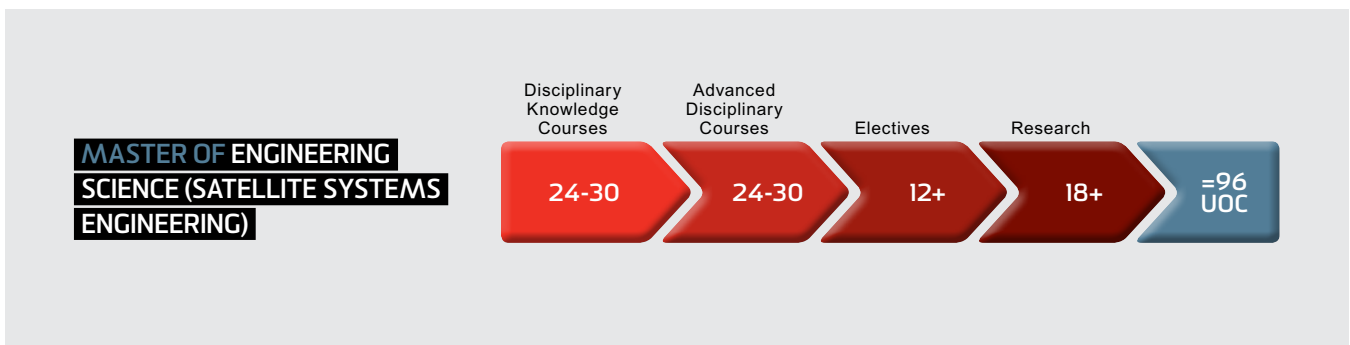 MASTER OF ENGINEERING
SCIENCE (SATELLITE SYSTEMS
ENGINEERING)
Disciplinary
Knowledge
Courses
24-30
Advanced
Disciplinary
Courses
24-30
Electives
12+
Research
18+
=96
UOC